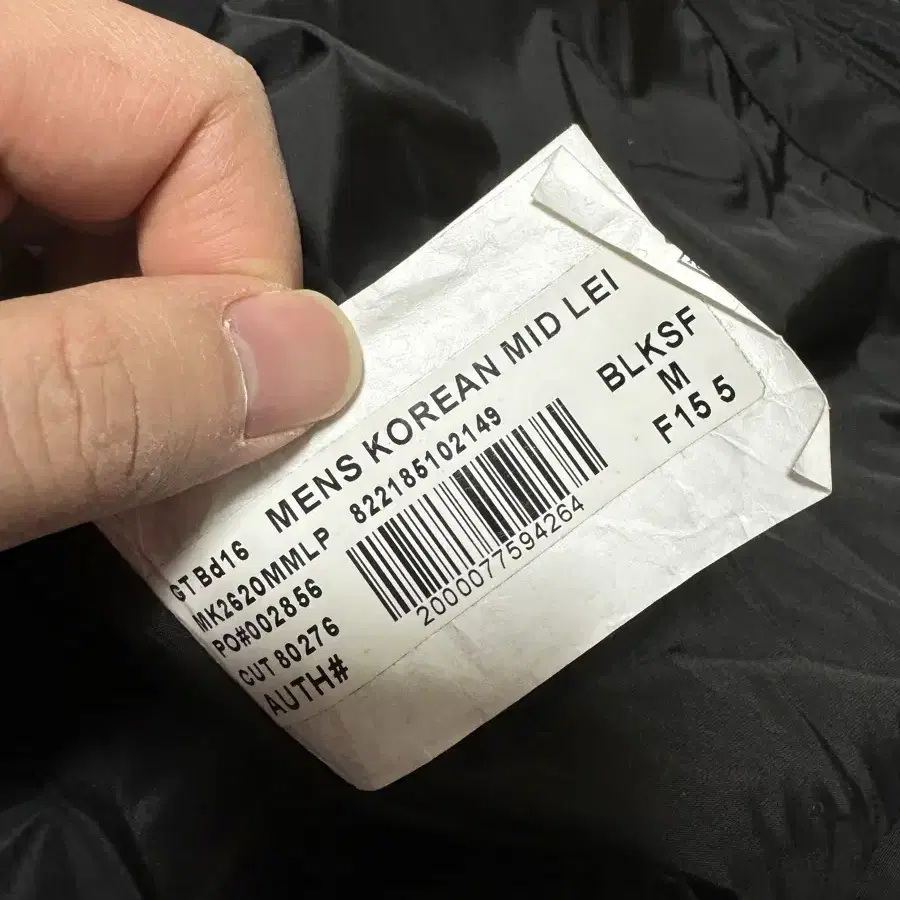 MENS KOREAN MID LEI
GT Bd16
MK2620MMLP
822185102149
PO#002856
CUT 80276
AUTH#
2000077594264
BLKSF
M
F15 5